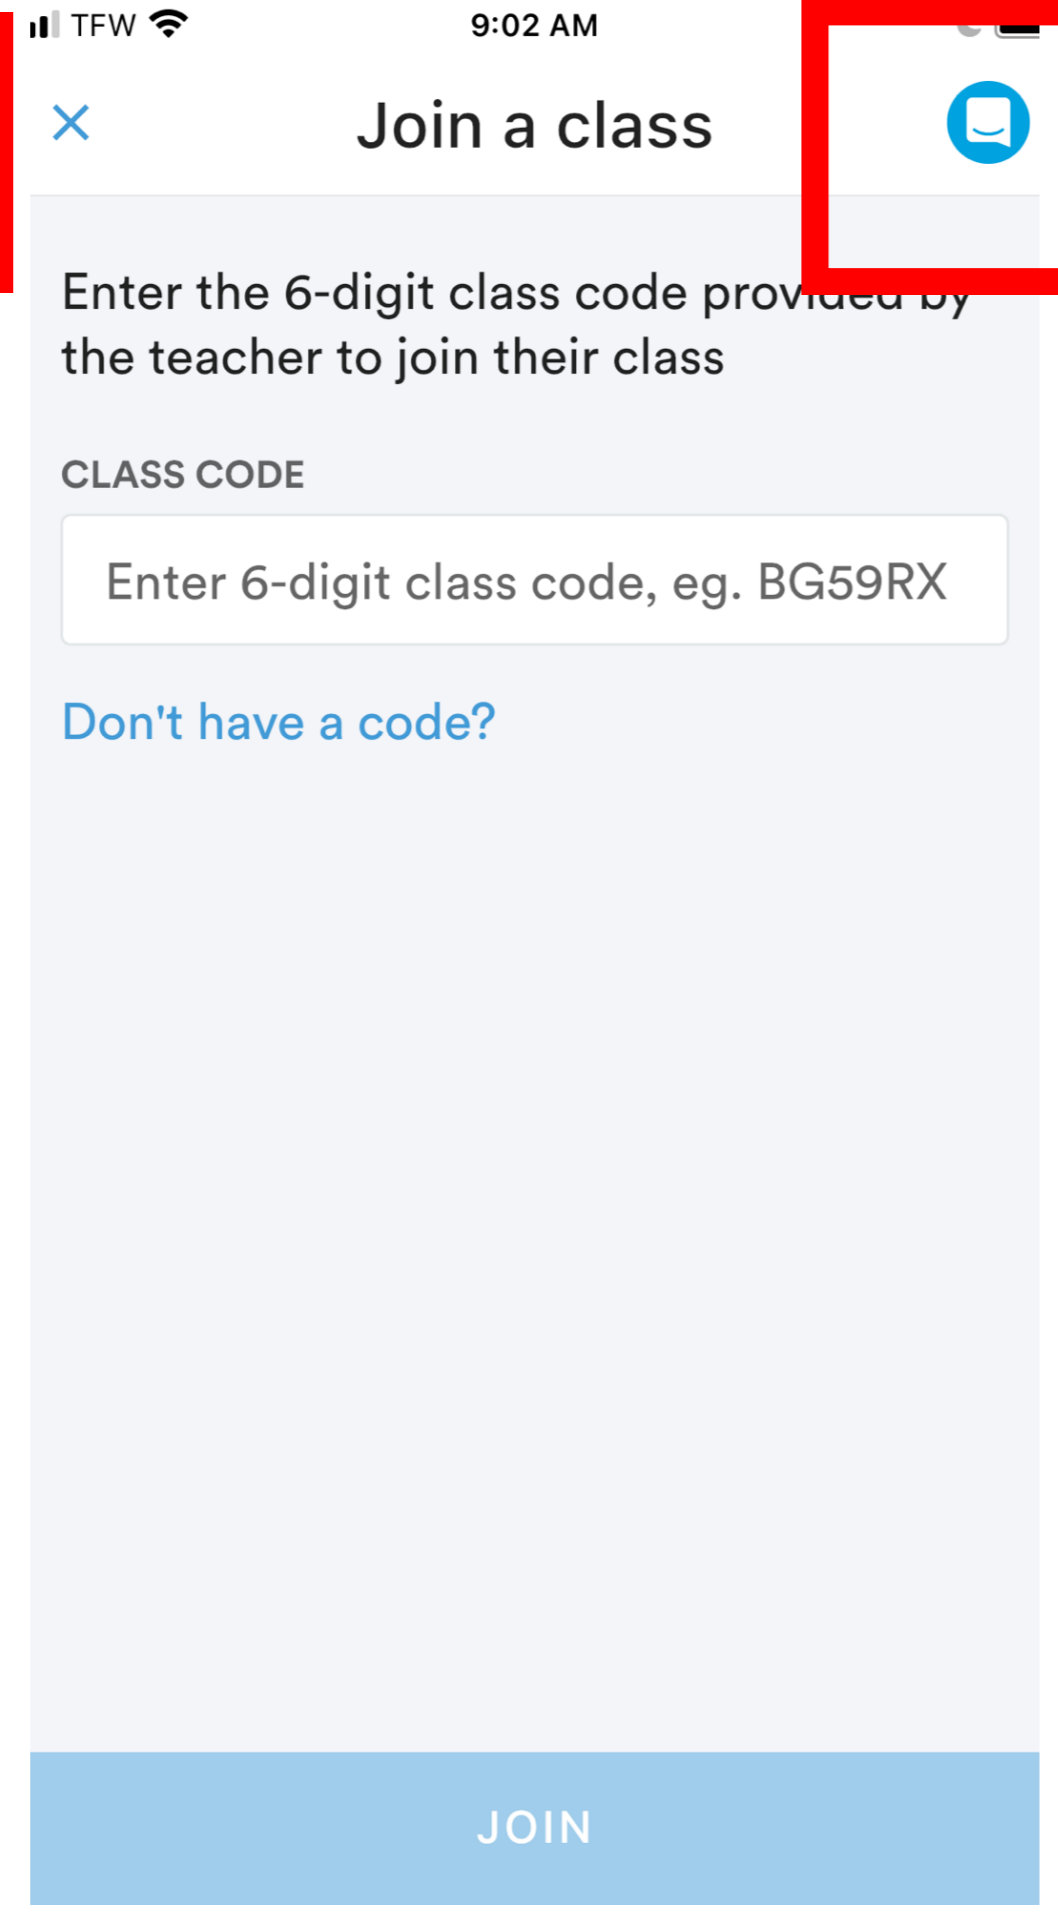 TFW 9:02 AM
Join a class
Enter the 6-digit class code provided by
the teacher to join their class
CLASS CODE
Enter 6-digit class code, eg. BG59RX
Don't have a code?
JOIN